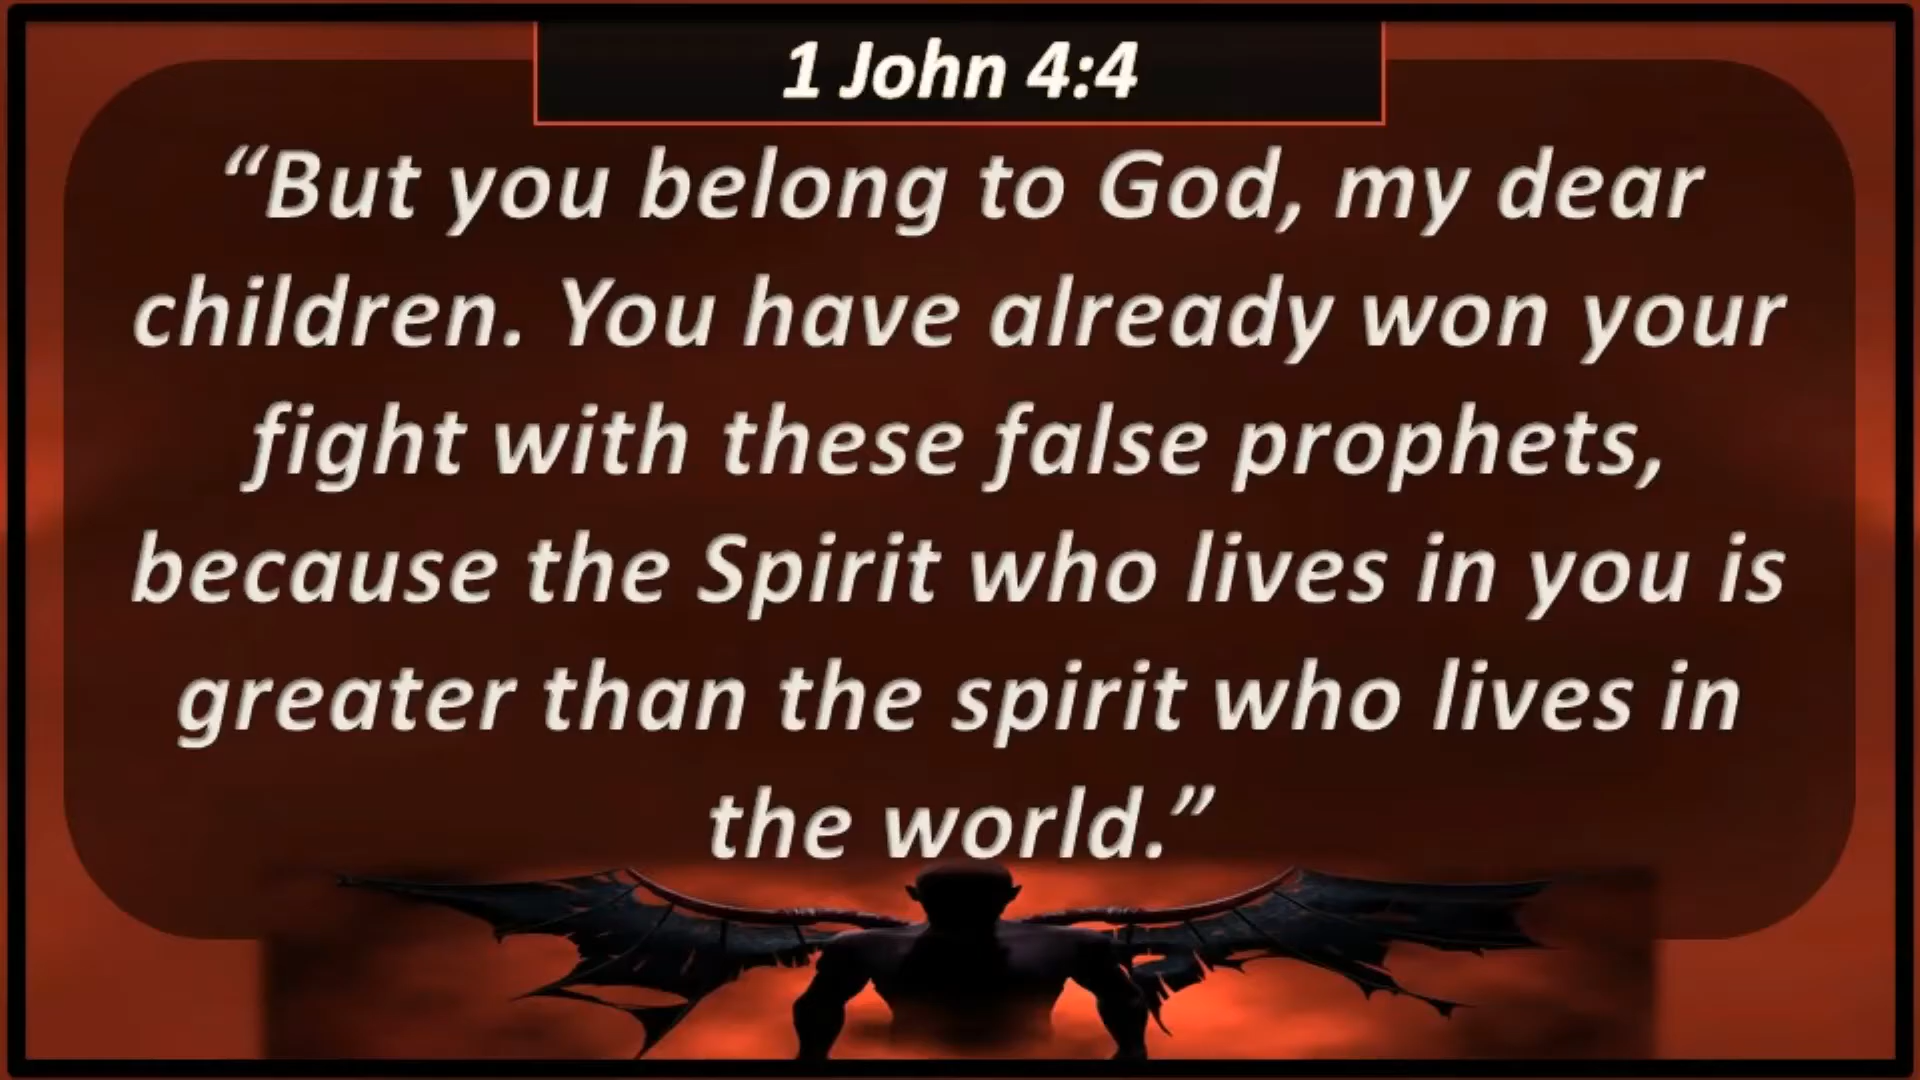 1 John 4:4
“But you belong to God, my dear
children. You have already won your
fight with these false prophets,
because the Spirit who lives in you is
greater than the spirit who lives in
the world.”